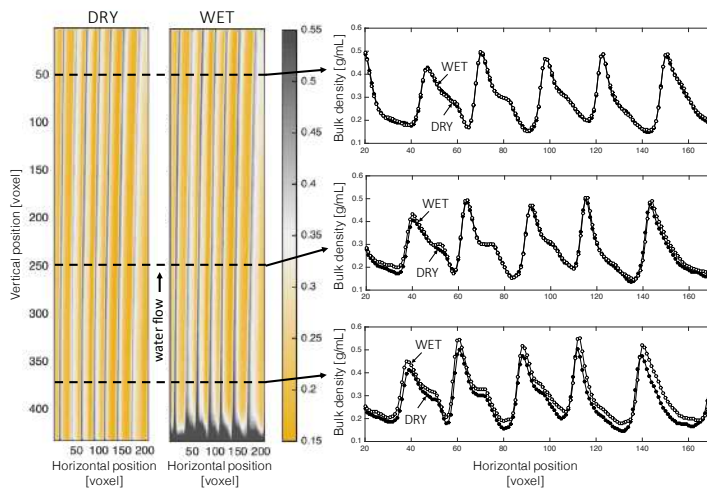 DRY
WET
50
100
150
200
250
300
350
400
Vertical position [voxel]
water flow
50 100 150 200
50 100 150 200
Horizontal position
[voxel]
Horizontal position
[voxel]
0.55
0.5
0.45
0.4
0.35
0.3
0.25
0.2
0.15
Bulk density [g/mL]
0.5
0.4
0.3
0.2
0.1
WET
DRY
20 40 60 80 100 120 140 160
Bulk density [g/mL]
0.6
0.5
0.4
0.3
0.2
0.1
WET
DRY
20 40 60 80 100 120 140 160
Bulk density [g/mL]
0.6
0.5
0.4
0.3
0.2
0.1
WET
DRY
20 40 60 80 100 120 140 160
Horizontal position
[voxel]